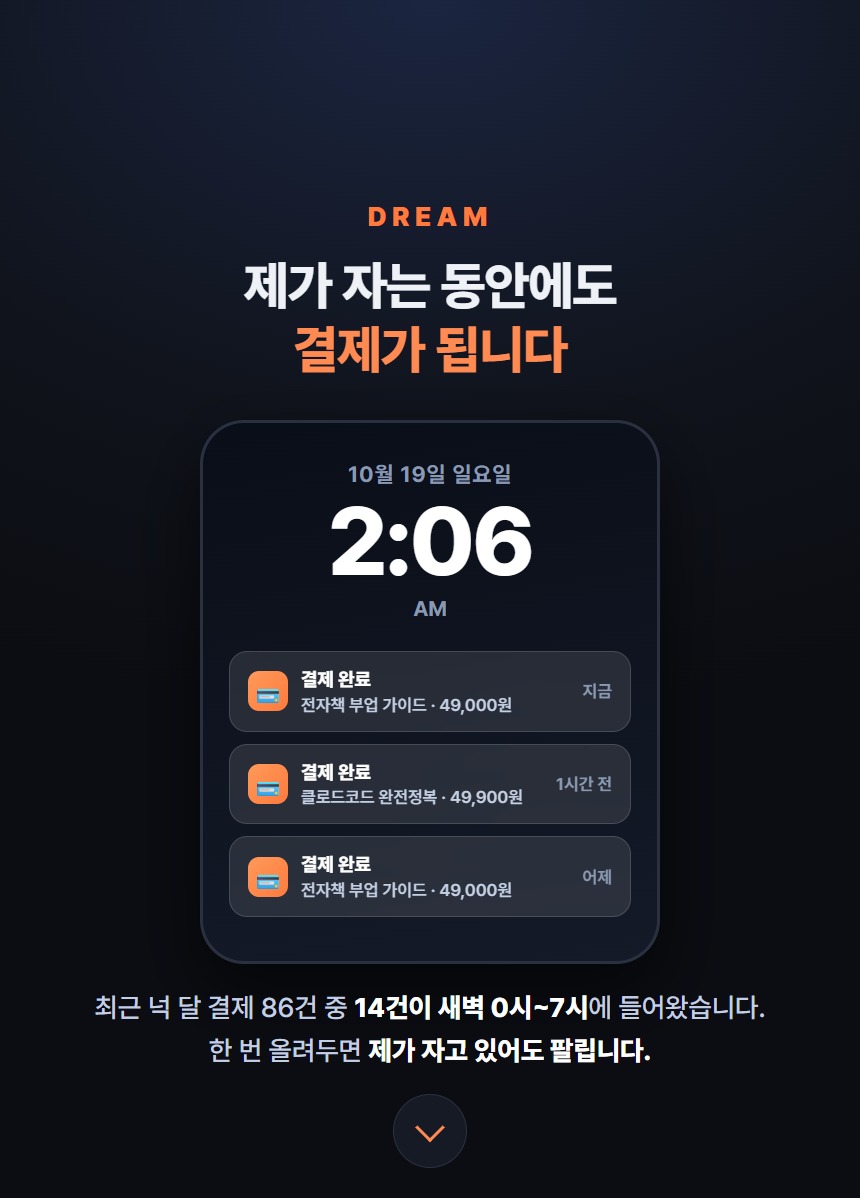 DREAM
제가 자는 동안에도
결제가 됩니다
10월 19일 일요일
2:06
AM
결제 완료
전자책 부업 가이드 · 49,000원
지금
결제 완료
클로드코드 완전정복 · 49,900원
1시간 전
결제 완료
전자책 부업 가이드 · 49,000원
어제
최근 넉 달 결제 86건 중 14건이 새벽 0시~7시에 들어왔습니다.
한 번 올려두면 제가 자고 있어도 팔립니다.